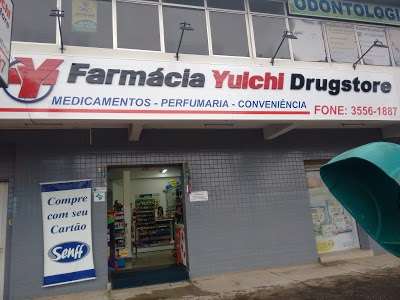 ODONTOLOGI
Farmácia Yuichi Drugstore
MEDICAMENTOS - PERFUMARIA - CONVENIÊNCIA
FONE: 3556-1887
Compre
com seu
Cartão
Senff